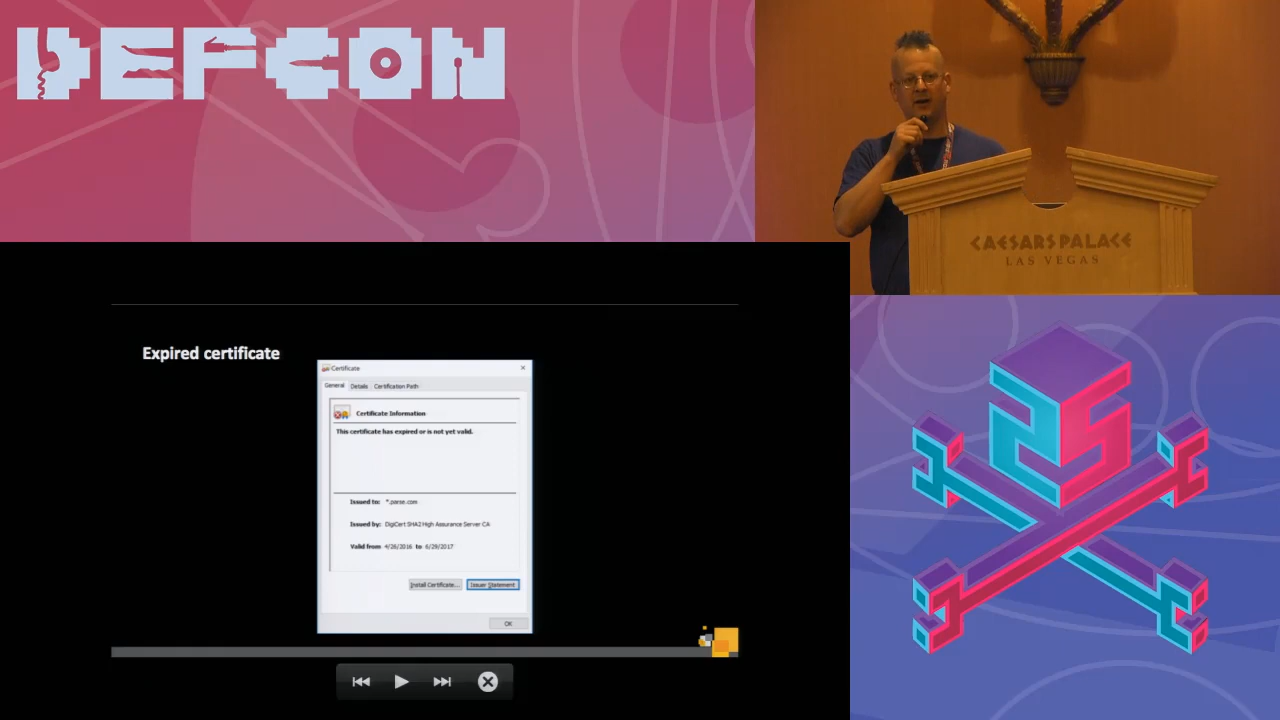 DEFCON
CAESARS PALACE
LAS VEGAS
Expired certificate
Certificate
General Details Certification Path
Certificate Information
This certificate has expired or is not yet valid.
Issued to: *.parse.com
Issued by: DigiCert SHA2 High Assurance Server CA
Valid from 4/26/2016 to 6/29/2017
Install Certificate... Issuer Statement
OK